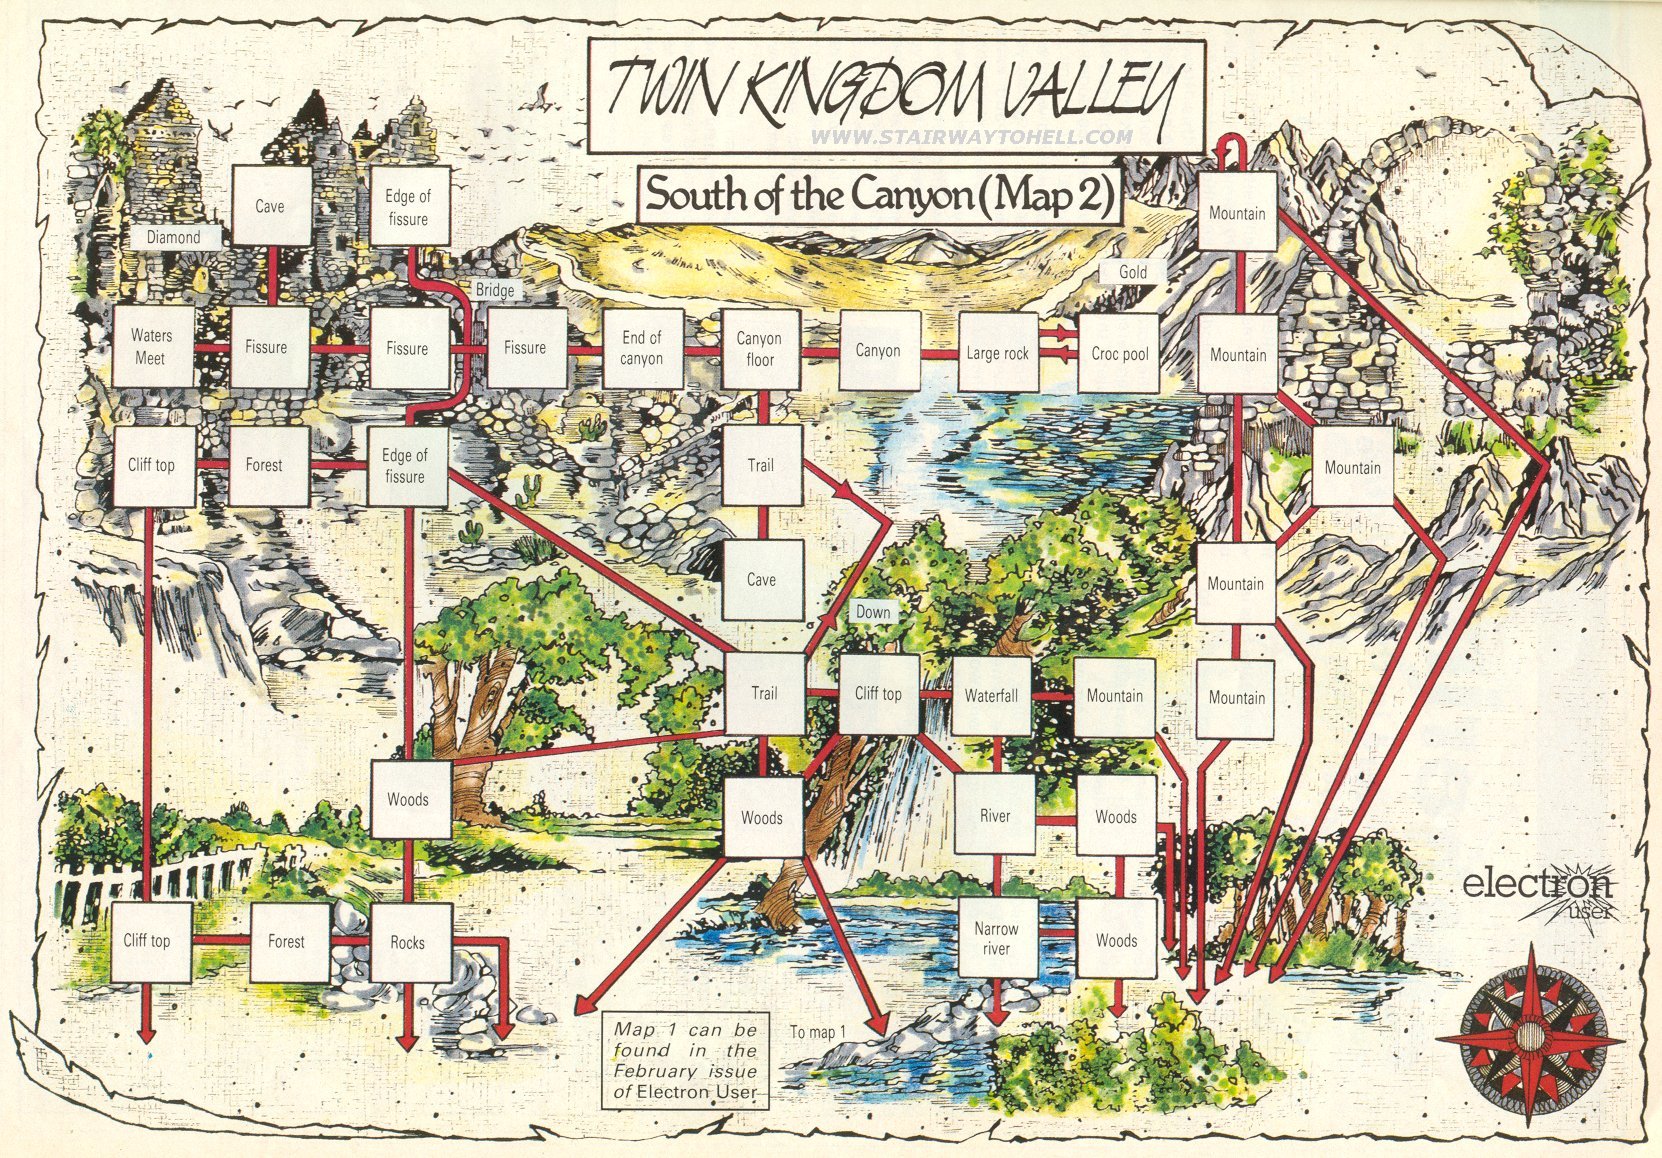 TWIN KINGDOM VALLEY
WWW.STAIRWAYTOHELL.COM
South of the Canyon (Map 2)
Cave
Edge of
fissure
Mountain
Diamond
Gold
Bridge
Waters
Meet
Fissure
Fissure
Fissure
End of
canyon
Canyon
floor
Canyon
Large rock
Croc pool
Mountain
Cliff top
Forest
Edge of
fissure
Trail
Mountain
Cave
Mountain
Down
Trail
Cliff top
Waterfall
Mountain
Mountain
Woods
Woods
River
Woods
electron
user
Cliff top
Forest
Rocks
Narrow
river
Woods
Map 1 can be
found in the
February issue
of Electron User
To map 1